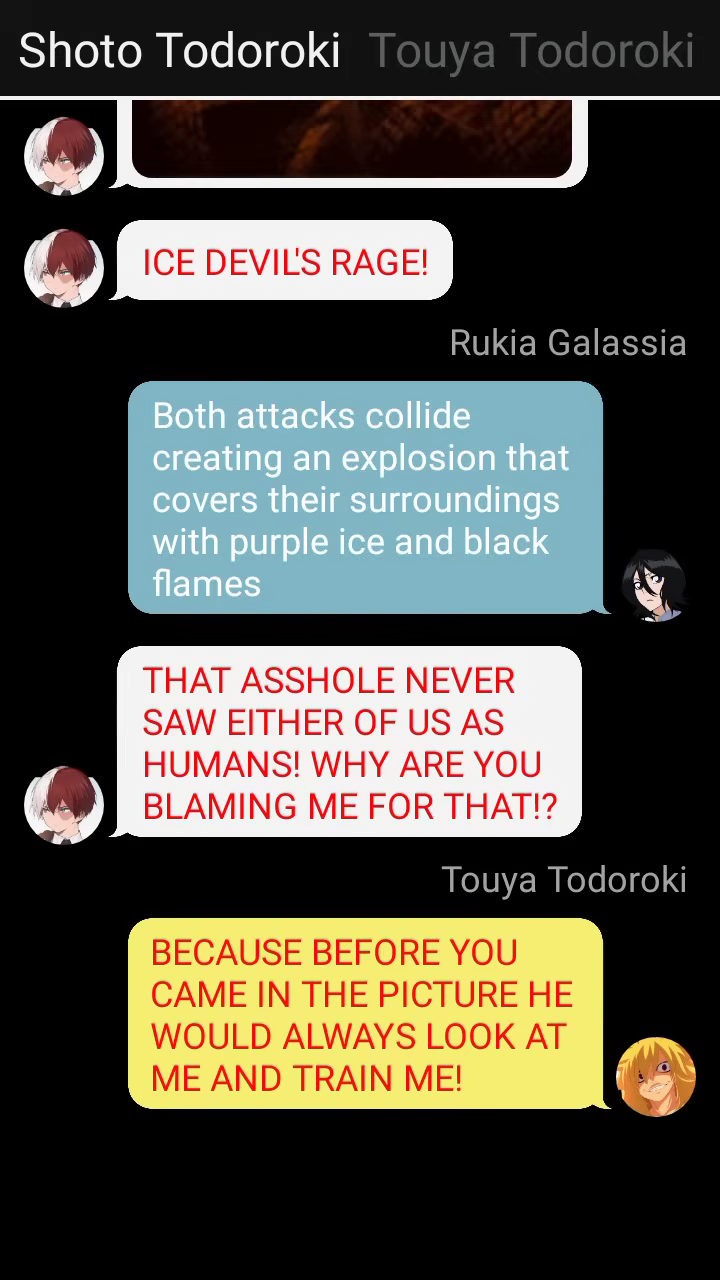 Shoto Todoroki Touya Todoroki
ICE DEVIL'S RAGE!
Rukia Galassia
Both attacks collide
creating an explosion that
covers their surroundings
with purple ice and black
flames
THAT ASSHOLE NEVER
SAW EITHER OF US AS
HUMANS! WHY ARE YOU
BLAMING ME FOR THAT!?
Touya Todoroki
BECAUSE BEFORE YOU
CAME IN THE PICTURE HE
WOULD ALWAYS LOOK AT
ME AND TRAIN ME!